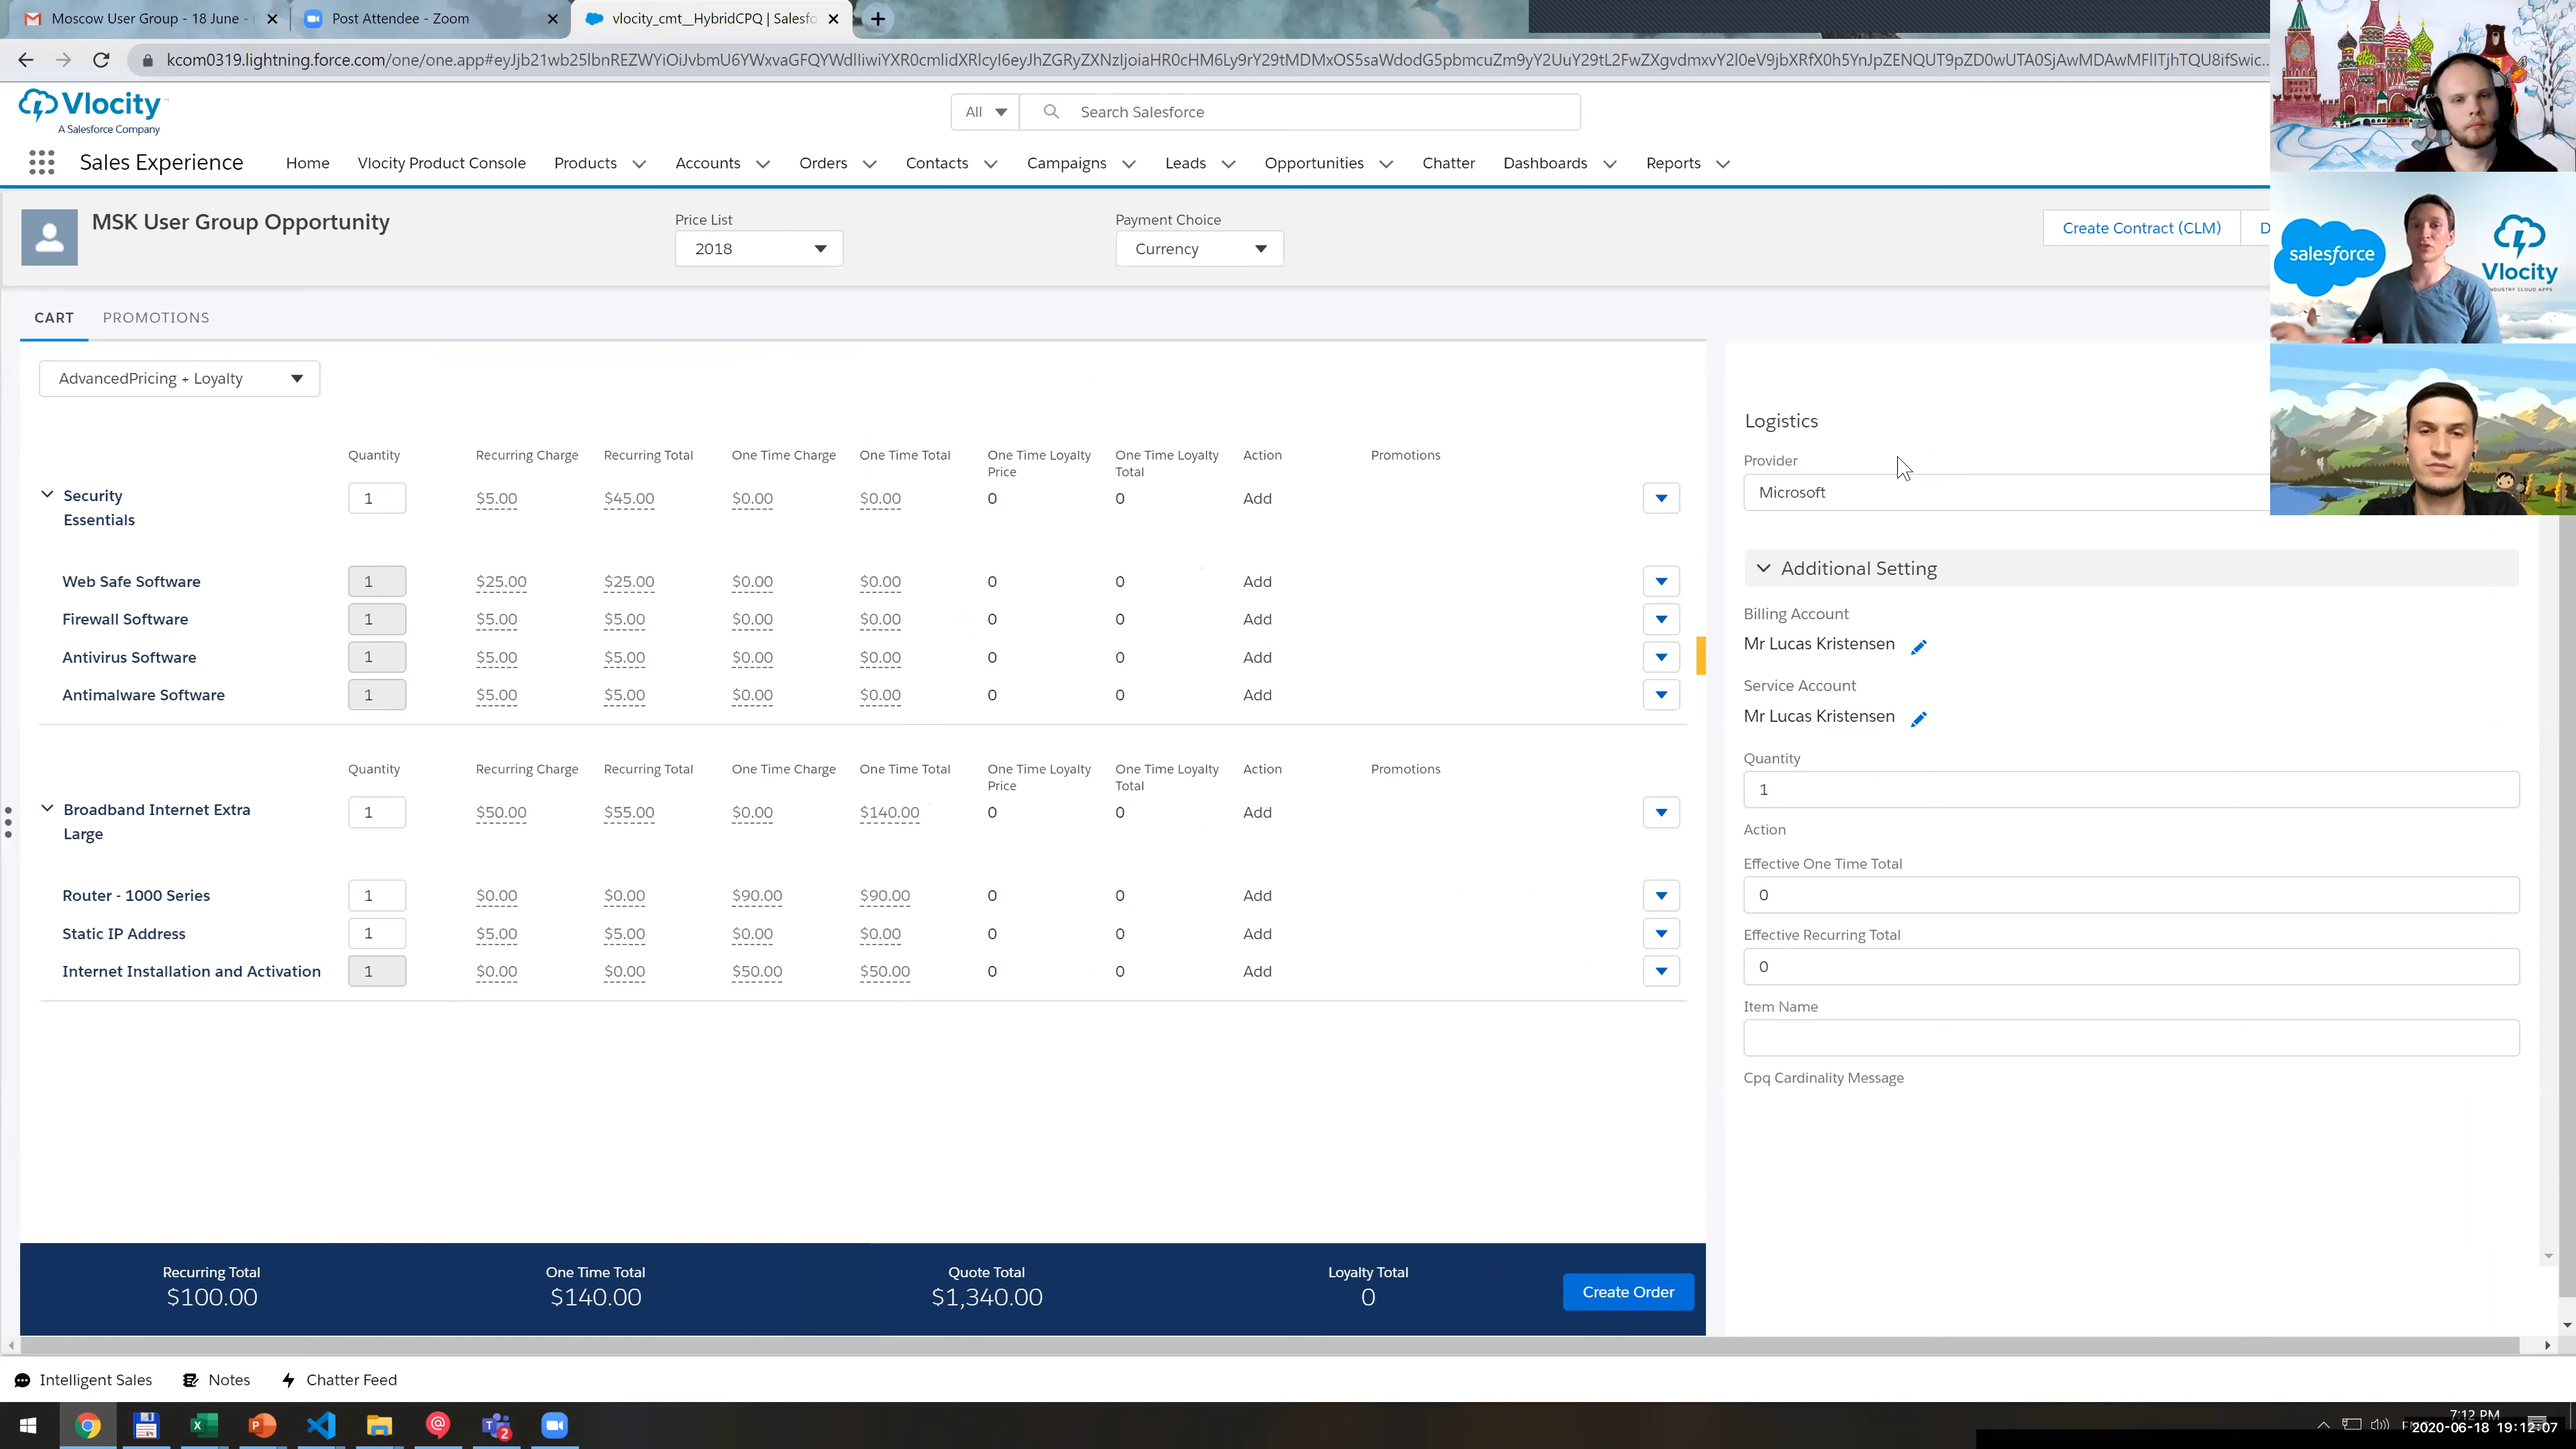 Moscow User Group - 18 June -
Post Attendee - Zoom
vlocity_cmt__HybridCPQ | Salesfo
Vlocity
A Salesforce Company
All
Search Salesforce
Sales Experience
Home
Vlocity Product Console
Products
Accounts
Orders
Contacts
Campaigns
Leads
Opportunities
Chatter
Dashboards
Reports
MSK User Group Opportunity
Price List
2018
Payment Choice
Currency
Create Contract (CLM)
D
salesforce
Vlocity
INDUSTRY CLOUD APPS
CART
PROMOTIONS
AdvancedPricing + Loyalty
Quantity Recurring Charge Recurring Total One Time Charge One Time Total One Time Loyalty Price One Time Loyalty Total Action Promotions
Security Essentials 1 $5.00 $45.00 $0.00 $0.00 0 0 Add
Web Safe Software 1 $25.00 $25.00 $0.00 $0.00 0 0 Add
Firewall Software 1 $5.00 $5.00 $0.00 $0.00 0 0 Add
Antivirus Software 1 $5.00 $5.00 $0.00 $0.00 0 0 Add
Antimalware Software 1 $5.00 $5.00 $0.00 $0.00 0 0 Add
Quantity Recurring Charge Recurring Total One Time Charge One Time Total One Time Loyalty Price One Time Loyalty Total Action Promotions
Broadband Internet Extra Large 1 $50.00 $55.00 $0.00 $140.00 0 0 Add
Router - 1000 Series 1 $0.00 $0.00 $90.00 $90.00 0 0 Add
Static IP Address 1 $5.00 $5.00 $0.00 $0.00 0 0 Add
Internet Installation and Activation 1 $0.00 $0.00 $50.00 $50.00 0 0 Add
Recurring Total
$100.00
One Time Total
$140.00
Quote Total
$1,340.00
Loyalty Total
0
Create Order
Logistics
Provider
Microsoft
Additional Setting
Billing Account
Mr Lucas Kristensen
Service Account
Mr Lucas Kristensen
Quantity
1
Action
Effective One Time Total
0
Effective Recurring Total
0
Item Name
Cpq Cardinality Message
Intelligent Sales
Notes
Chatter Feed
7:12 PM
2020-06-18 19:12:07